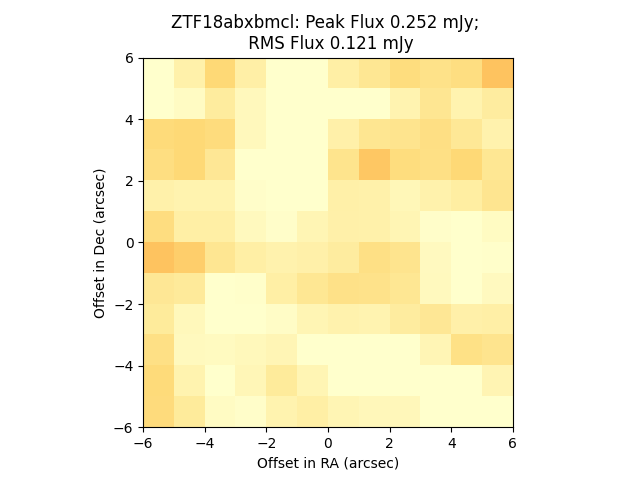 ZTF18abxbmcl: Peak Flux 0.252 mJy;
RMS Flux 0.121 mJy
6
4
2
0
−2
−4
−6
Offset in Dec (arcsec)
−6 −4 −2 0 2 4 6
Offset in RA (arcsec)